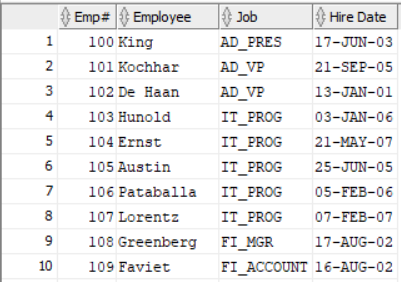 Emp# Employee Job Hire Date
1 100 King AD_PRES 17-JUN-03
2 101 Kochhar AD_VP 21-SEP-05
3 102 De Haan AD_VP 13-JAN-01
4 103 Hunold IT_PROG 03-JAN-06
5 104 Ernst IT_PROG 21-MAY-07
6 105 Austin IT_PROG 25-JUN-05
7 106 Pataballa IT_PROG 05-FEB-06
8 107 Lorentz IT_PROG 07-FEB-07
9 108 Greenberg FI_MGR 17-AUG-02
10 109 Faviet FI_ACCOUNT 16-AUG-02